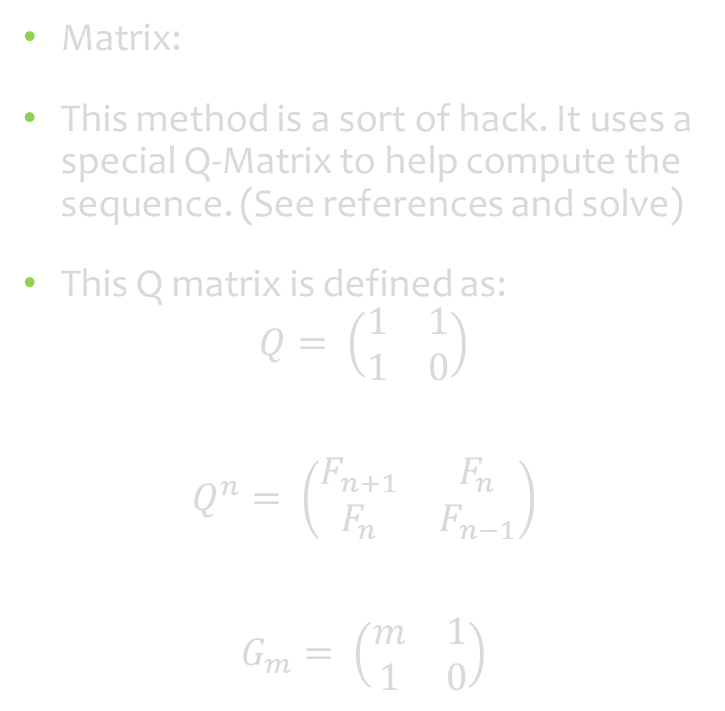 • Matrix:
• This method is a sort of hack. It uses a
special Q-Matrix to help compute the
sequence. (See references and solve)
• This Q matrix is defined as:
$Q = \begin{pmatrix} 1 & 1 \\ 1 & 0 \end{pmatrix}$
$Q^n = \begin{pmatrix} F_{n+1} & F_n \\ F_n & F_{n-1} \end{pmatrix}$
$G_m = \begin{pmatrix} m & 1 \\ 1 & 0 \end{pmatrix}$